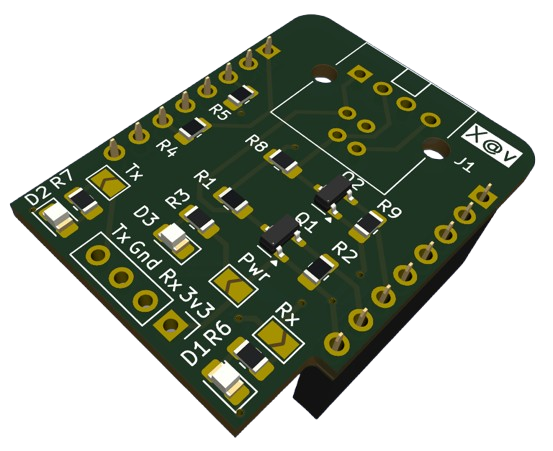 R5
R4
R8
X@v
J1
Q2
R9
Tx
R7
D2
R1
R3
D3
Q1
R2
Pwr
Tx
Gnd
Rx
3v3
Rx
R6
D1